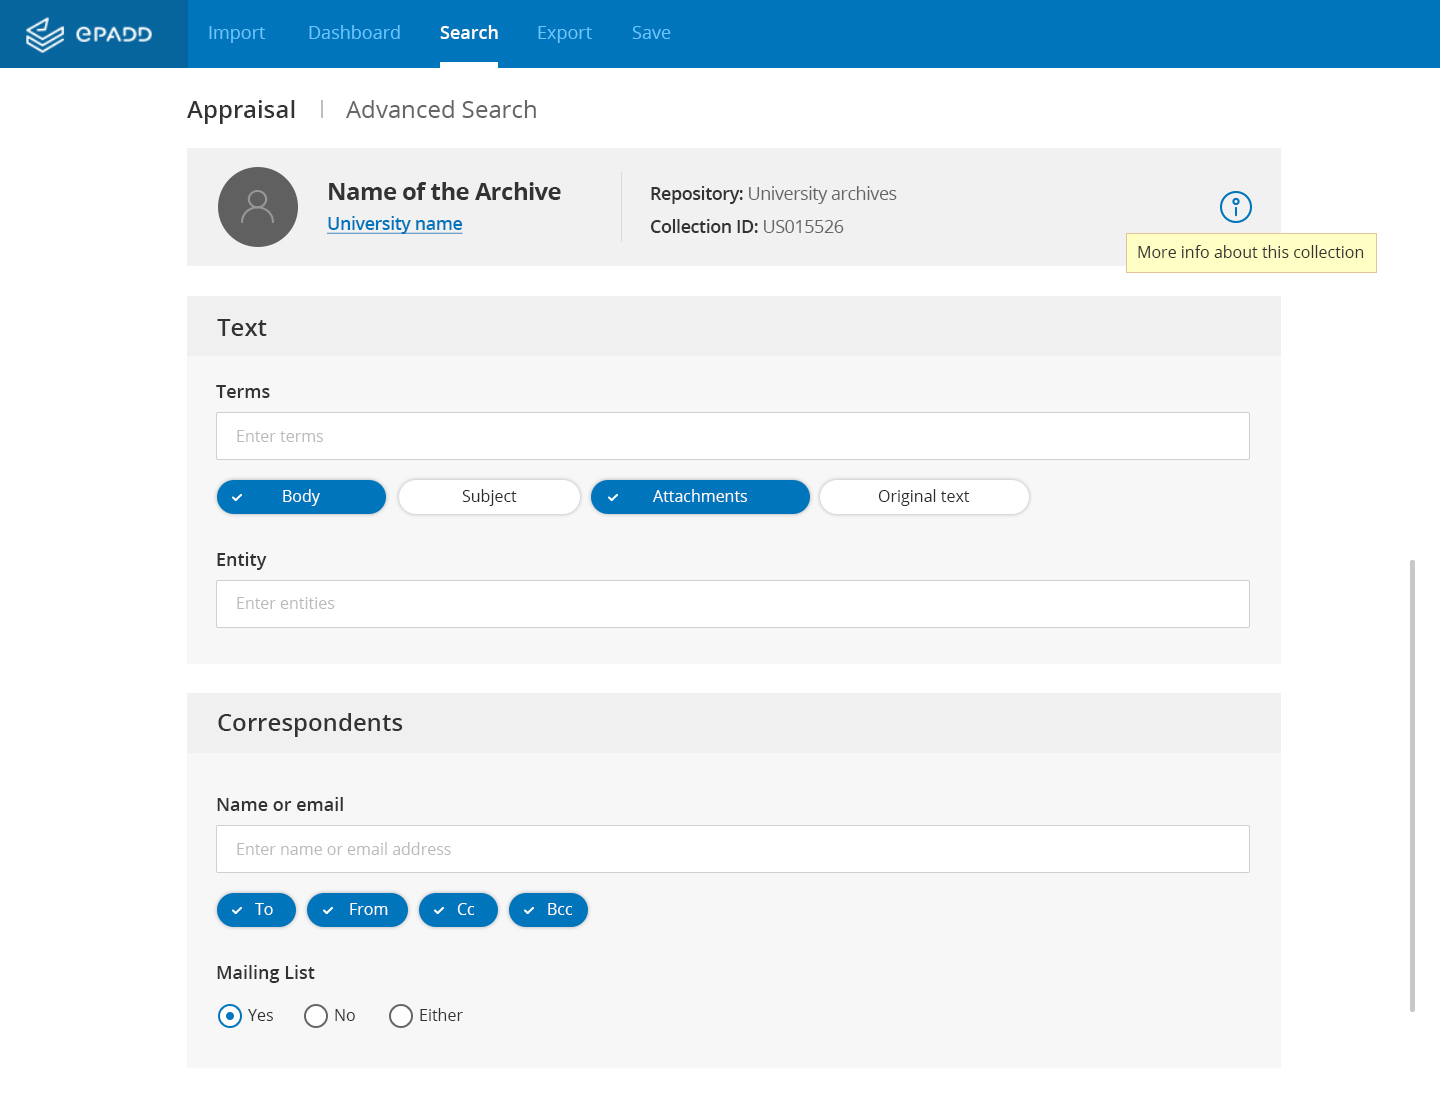 ePADD Import Dashboard Search Export Save
Appraisal | Advanced Search
Name of the Archive
University name
Repository: University archives
Collection ID: US015526
More info about this collection
Text
Terms
Enter terms
Body Subject Attachments Original text
Entity
Enter entities
Correspondents
Name or email
Enter name or email address
To From Cc Bcc
Mailing List
Yes No Either